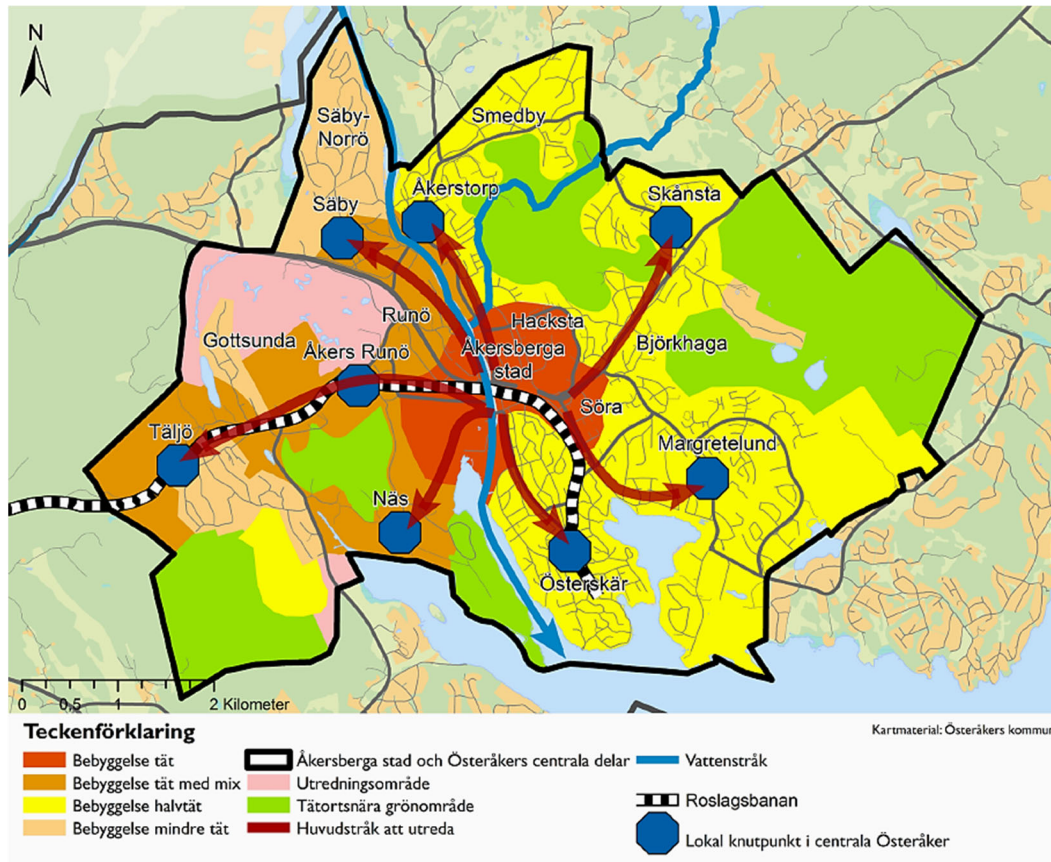 N
Säby-
Norrö
Smedby
Säby
Åkerstorp
Skånsta
Gottsunda
Runö
Hacksta
Åkersberga
stad
Björkhaga
Åkers Runö
Söra
Täljö
Margretelund
Näs
Österskär
0 0,5 1 2 Kilometer
Teckenförklaring
Kartmaterial: Österåkers kommun
Bebyggelse tät
Bebyggelse tät med mix
Bebyggelse halvtät
Bebyggelse mindre tät
Åkersberga stad och Österåkers centrala delar
Utredningsområde
Tätortsnära grönområde
Huvudstråk att utreda
Vattenstråk
Roslagsbanan
Lokal knutpunkt i centrala Österåker